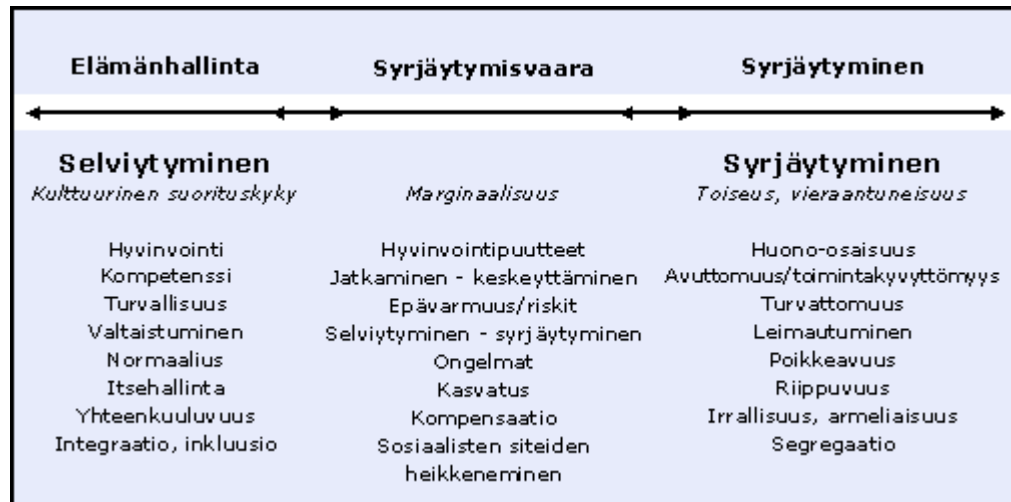 Elämänhallinta
Syrjäytymisvaara
Syrjäytyminen
Selviytyminen
Kulttuurinen suorituskyky
Hyvinvointi
Kompetenssi
Turvallisuus
Valtaistuminen
Normaalius
Itsehallinta
Yhteenkuuluvuus
Integraatio, inkluusio
Marginaalisuus
Hyvinvointipuutteet
Jatkaminen - keskeyttäminen
Epävarmuus/riskit
Selviytyminen - syrjäytyminen
Ongelmat
Kasvatus
Kompensaatio
Sosiaalisten siteiden
heikkeneminen
Syrjäytyminen
Toiseus, vieraantuneisuus
Huono-osaisuus
Avuttomuus/toimintakyvyttömyys
Turvattomuus
Leimautuminen
Poikkeavuus
Riippuvuus
Irrallisuus, armeliaisuus
Segregaatio